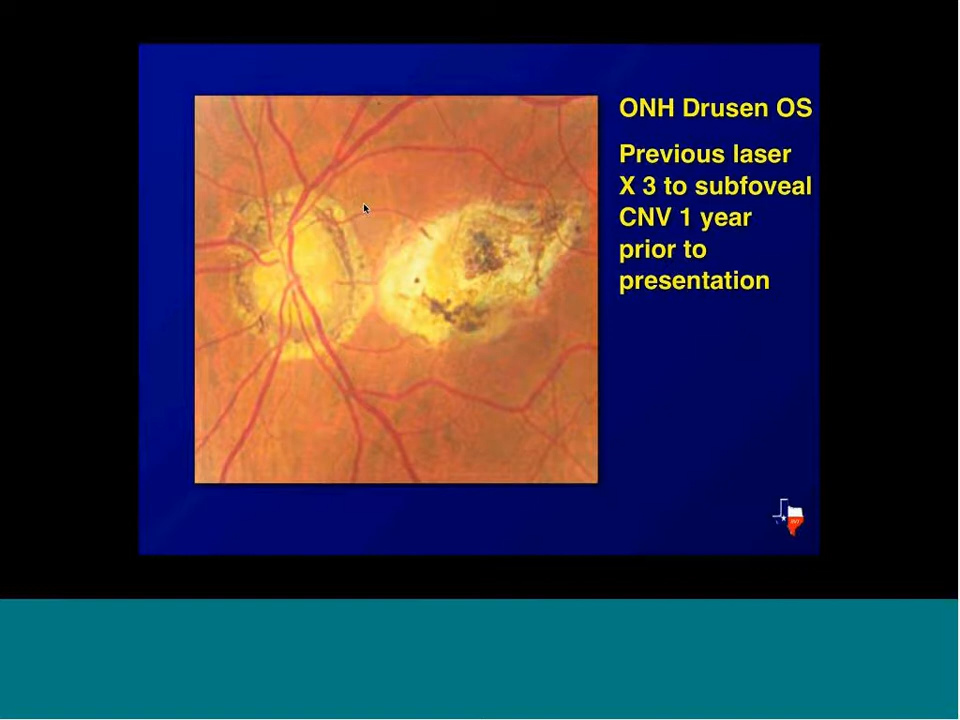 ONH Drusen OS
Previous laser
X 3 to subfoveal
CNV 1 year
prior to
presentation